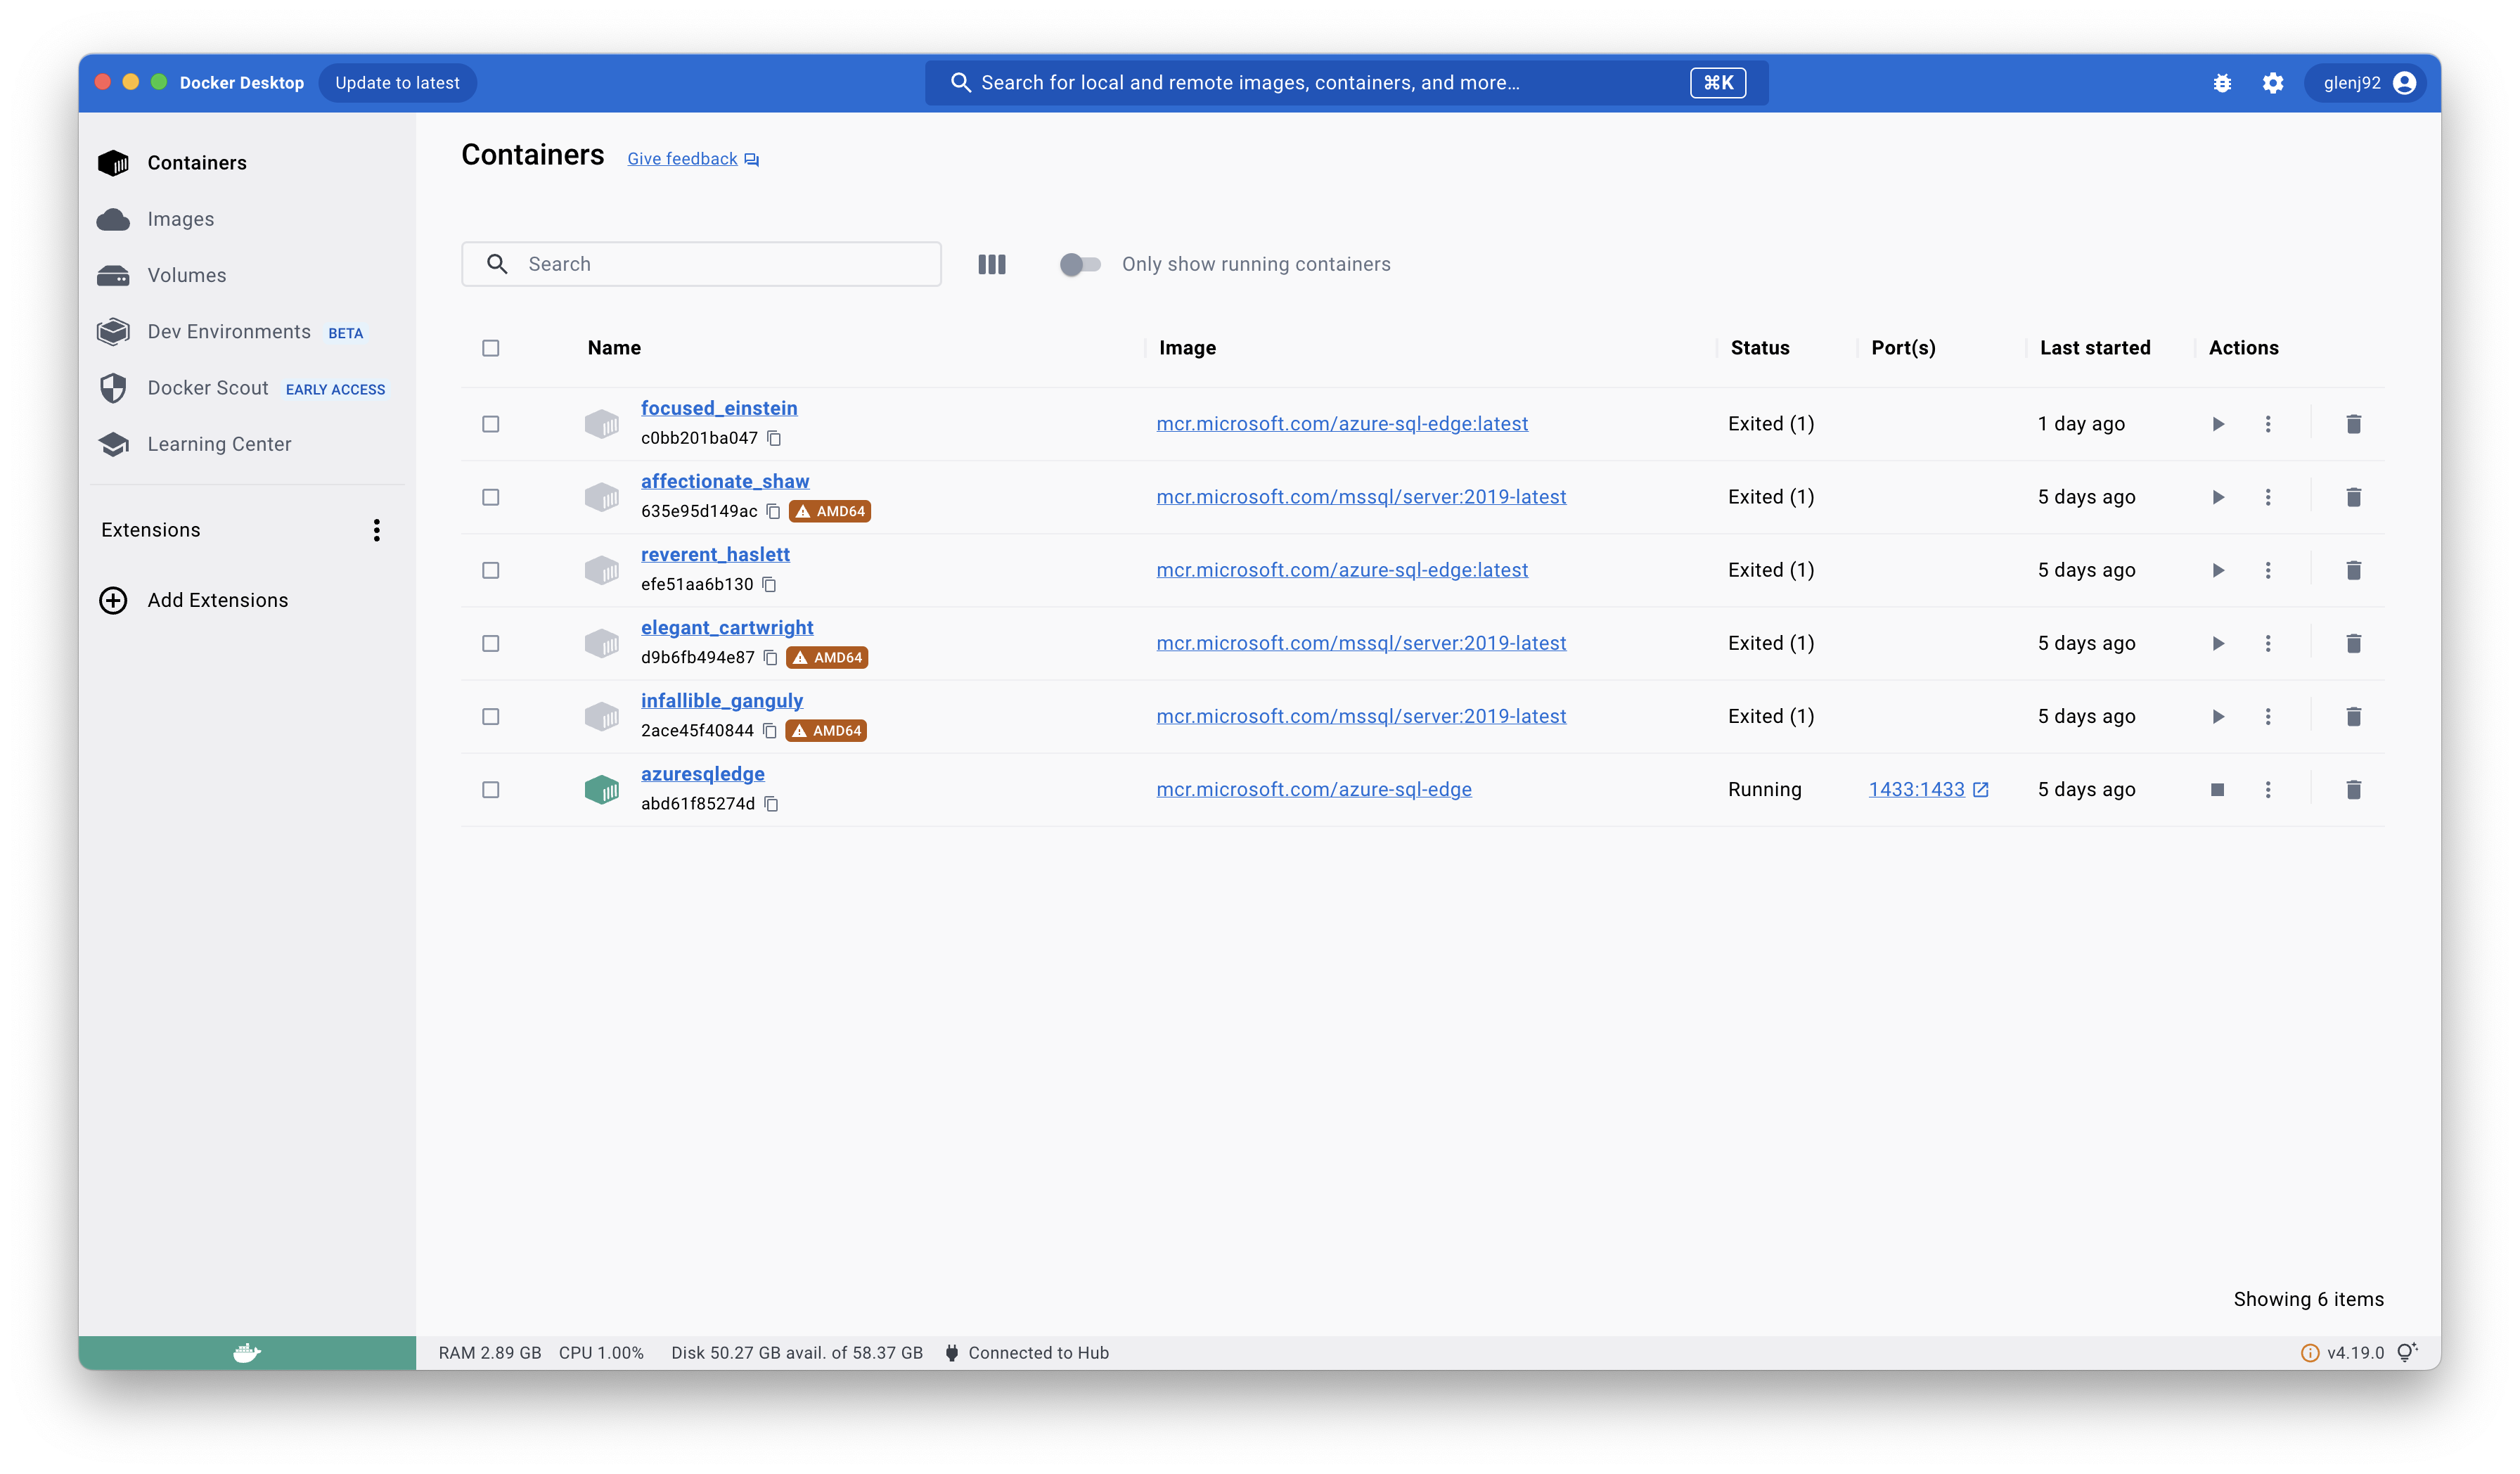 Docker Desktop Update to latest Search for local and remote images, containers, and more... ⌘K glenj92
Containers
Images
Volumes
Dev Environments BETA
Docker Scout EARLY ACCESS
Learning Center
Extensions
Add Extensions
Containers Give feedback
Search Only show running containers
Name Image Status Port(s) Last started Actions
focused_einstein
c0bb201ba047
mcr.microsoft.com/azure-sql-edge:latest Exited (1) 1 day ago
affectionate_shaw
635e95d149ac AMD64
mcr.microsoft.com/mssql/server:2019-latest Exited (1) 5 days ago
reverent_haslett
efe51aa6b130
mcr.microsoft.com/azure-sql-edge:latest Exited (1) 5 days ago
elegant_cartwright
d9b6fb494e87 AMD64
mcr.microsoft.com/mssql/server:2019-latest Exited (1) 5 days ago
infallible_ganguly
2ace45f40844 AMD64
mcr.microsoft.com/mssql/server:2019-latest Exited (1) 5 days ago
azuresqledge
abd61f85274d
mcr.microsoft.com/azure-sql-edge Running 1433:1433 5 days ago
Showing 6 items
RAM 2.89 GB CPU 1.00% Disk 50.27 GB avail. of 58.37 GB Connected to Hub v4.19.0